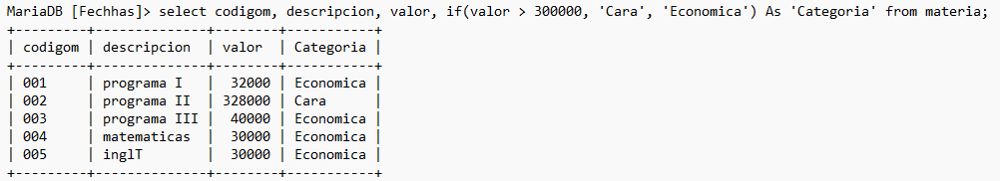 MariaDB [Fechhas]> select codigom, descripcion, valor, if(valor > 300000, 'Cara', 'Economica') As 'Categoria' from materia;
+---------+--------------+--------+-----------+
| codigom | descripcion  | valor  | Categoria |
+---------+--------------+--------+-----------+
| 001     | programa I   |  32000 | Economica |
| 002     | programa II  | 328000 | Cara      |
| 003     | programa III |  40000 | Economica |
| 004     | matematicas  |  30000 | Economica |
| 005     | inglT        |  30000 | Economica |
+---------+--------------+--------+-----------+